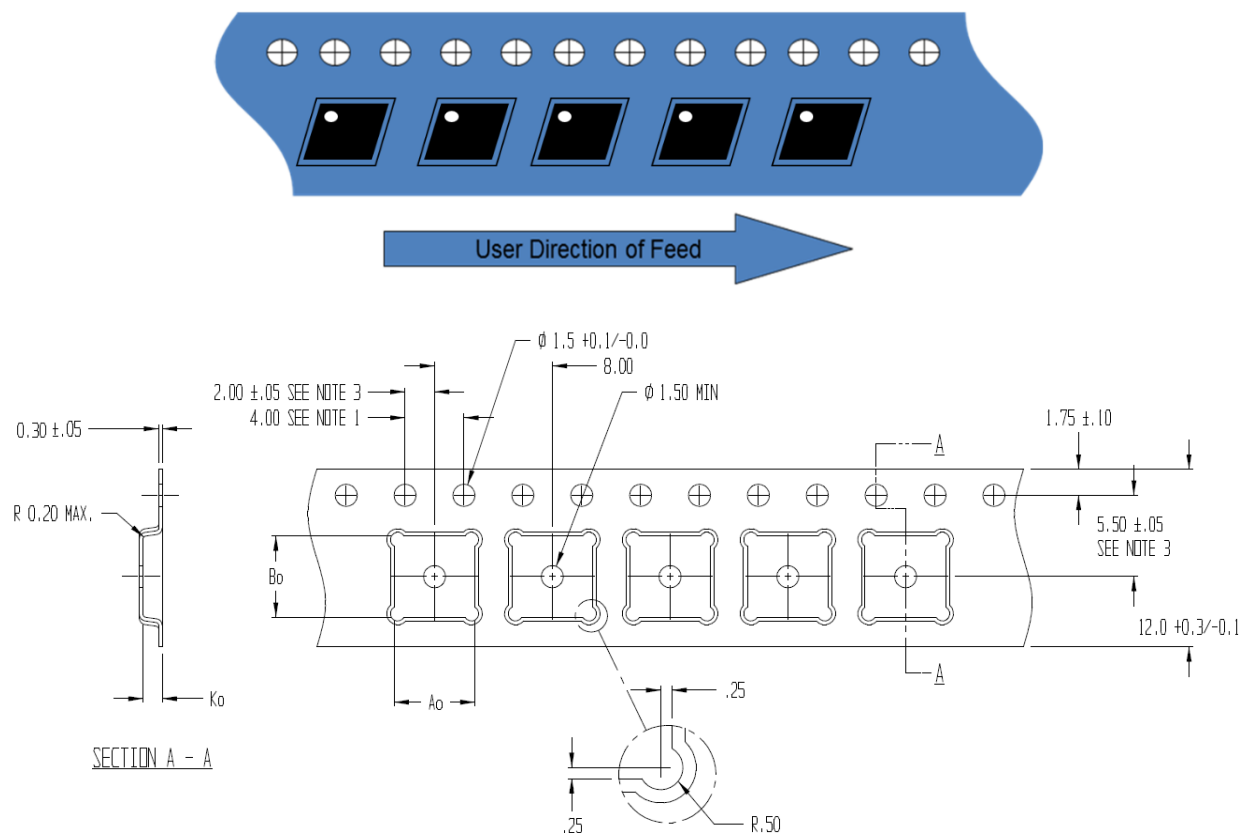 User Direction of Feed
Ø 1.5 +0.1/-0.0
8.00
2.00 ±.05 SEE NOTE 3
Ø 1.50 MIN
4.00 SEE NOTE 1
0.30 ±.05
1.75 ±.10
A
R 0.20 MAX.
5.50 ±.05
SEE NOTE 3
Bo
12.0 +0.3/-0.1
Ko
Ao
A
.25
SECTION A - A
.25
R.50